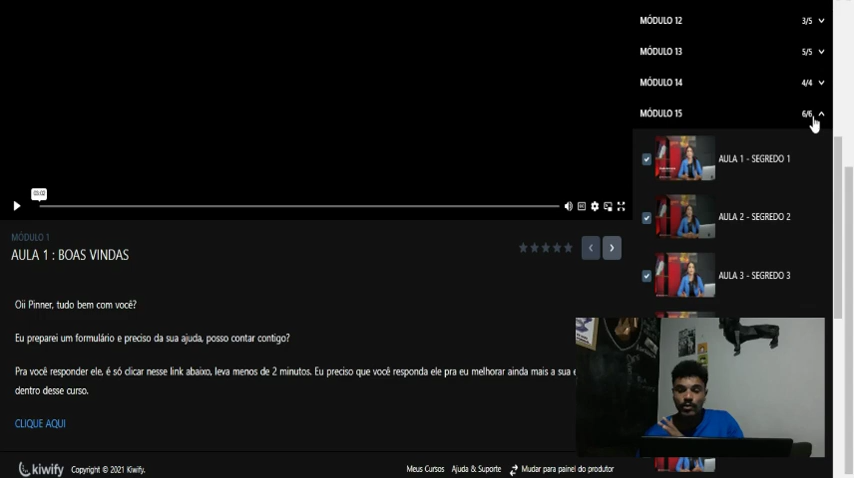 MÓDULO 12 3/5
MÓDULO 13 5/5
MÓDULO 14 4/4
MÓDULO 15 6/6
AULA 1 - SEGREDO 1
AULA 2 - SEGREDO 2
AULA 3 - SEGREDO 3
MÓDULO 1
AULA 1 : BOAS VINDAS
Oii Pinner, tudo bem com você?
Eu preparei um formulário e preciso da sua ajuda, posso contar contigo?
Pra você responder ele, é só clicar nesse link abaixo, leva menos de 2 minutos. Eu preciso que você responda ele pra eu melhorar ainda mais a sua
dentro desse curso.
CLIQUE AQUI
kiwify Copyright © 2021 Kiwify.
Meus Cursos Ajuda & Suporte Mudar para painel do produtor